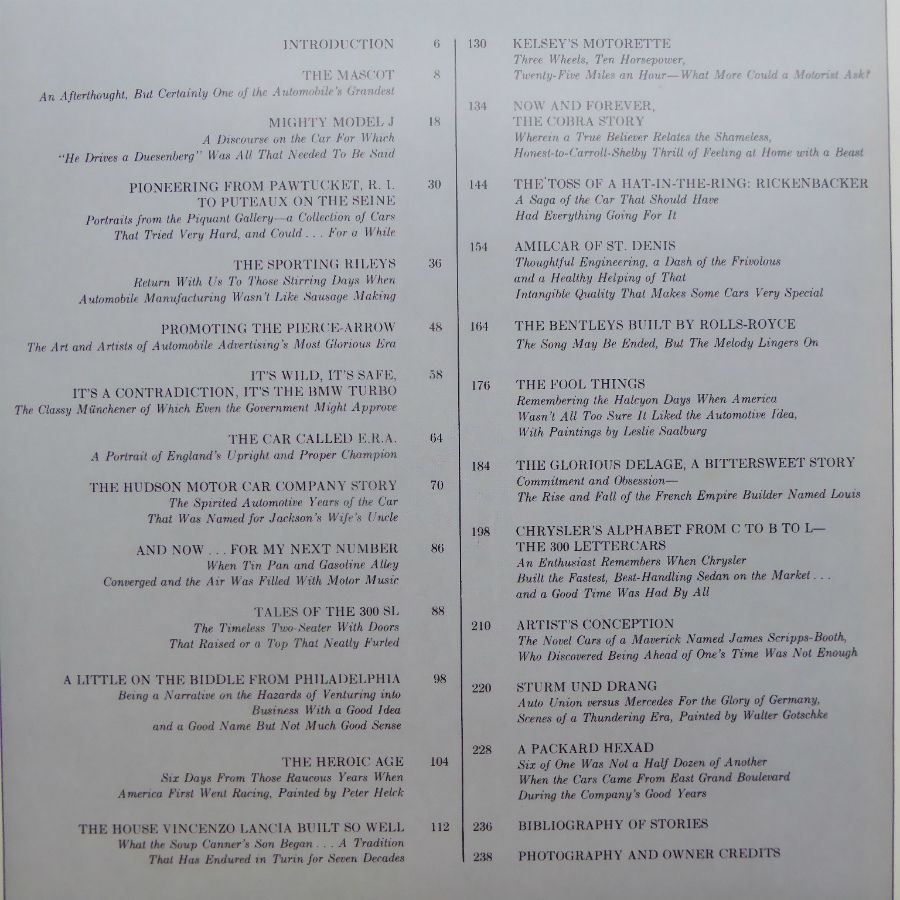 INTRODUCTION 6
THE MASCOT 8
An Afterthought, But Certainly One of the Automobile's Grandest
MIGHTY MODEL J 18
A Discourse on the Car For Which
"He Drives a Duesenberg" Was All That Needed To Be Said
PIONEERING FROM PAWTUCKET, R. I. 30
TO PUTEAUX ON THE SEINE
Portraits from the Piquant Gallery—a Collection of Cars
That Tried Very Hard, and Could . . . For a While
THE SPORTING RILEYS 36
Return With Us To Those Stirring Days When
Automobile Manufacturing Wasn't Like Sausage Making
PROMOTING THE PIERCE-ARROW 48
The Art and Artists of Automobile Advertising's Most Glorious Era
IT'S WILD, IT'S SAFE, 58
IT'S A CONTRADICTION, IT'S THE BMW TURBO
The Classy Münchener of Which Even the Government Might Approve
THE CAR CALLED E.R.A. 64
A Portrait of England's Upright and Proper Champion
THE HUDSON MOTOR CAR COMPANY STORY 70
The Spirited Automotive Years of the Car
That Was Named for Jackson's Wife's Uncle
AND NOW . . . FOR MY NEXT NUMBER 86
When Tin Pan and Gasoline Alley
Converged and the Air Was Filled With Motor Music
TALES OF THE 300 SL 88
The Timeless Two-Seater With Doors
That Raised or a Top That Neatly Furled
A LITTLE ON THE BIDDLE FROM PHILADELPHIA 98
Being a Narrative on the Hazards of Venturing into
Business With a Good Idea
and a Good Name But Not Much Good Sense
THE HEROIC AGE 104
Six Days From Those Raucous Years When
America First Went Racing, Painted by Peter Helck
THE HOUSE VINCENZO LANCIA BUILT SO WELL 112
What the Soup Canner's Son Began . . . A Tradition
That Has Endured in Turin for Seven Decades
130 KELSEY'S MOTORETTE
Three Wheels, Ten Horsepower,
Twenty-Five Miles an Hour—What More Could a Motorist Ask?
134 NOW AND FOREVER,
THE COBRA STORY
Wherein a True Believer Relates the Shameless,
Honest-to-Carroll-Shelby Thrill of Feeling at Home with a Beast
144 THE TOSS OF A HAT-IN-THE-RING: RICKENBACKER
A Saga of the Car That Should Have
Had Everything Going For It
154 AMILCAR OF ST. DENIS
Thoughtful Engineering, a Dash of the Frivolous
and a Healthy Helping of That
Intangible Quality That Makes Some Cars Very Special
164 THE BENTLEYS BUILT BY ROLLS-ROYCE
The Song May Be Ended, But The Melody Lingers On
176 THE FOOL THINGS
Remembering the Halcyon Days When America
Wasn't All Too Sure It Liked the Automotive Idea,
With Paintings by Leslie Saalburg
184 THE GLORIOUS DELAGE, A BITTERSWEET STORY
Commitment and Obsession—
The Rise and Fall of the French Empire Builder Named Louis
198 CHRYSLER'S ALPHABET FROM C TO B TO L—
THE 300 LETTERCARS
An Enthusiast Remembers When Chrysler
Built the Fastest, Best-Handling Sedan on the Market . . .
and a Good Time Was Had By All
210 ARTIST'S CONCEPTION
The Novel Cars of a Maverick Named James Scripps-Booth,
Who Discovered Being Ahead of One's Time Was Not Enough
220 STURM UND DRANG
Auto Union versus Mercedes For the Glory of Germany,
Scenes of a Thundering Era, Painted by Walter Gotschke
228 A PACKARD HEXAD
Six of One Was Not a Half Dozen of Another
When the Cars Came From East Grand Boulevard
During the Company's Good Years
236 BIBLIOGRAPHY OF STORIES
238 PHOTOGRAPHY AND OWNER CREDITS